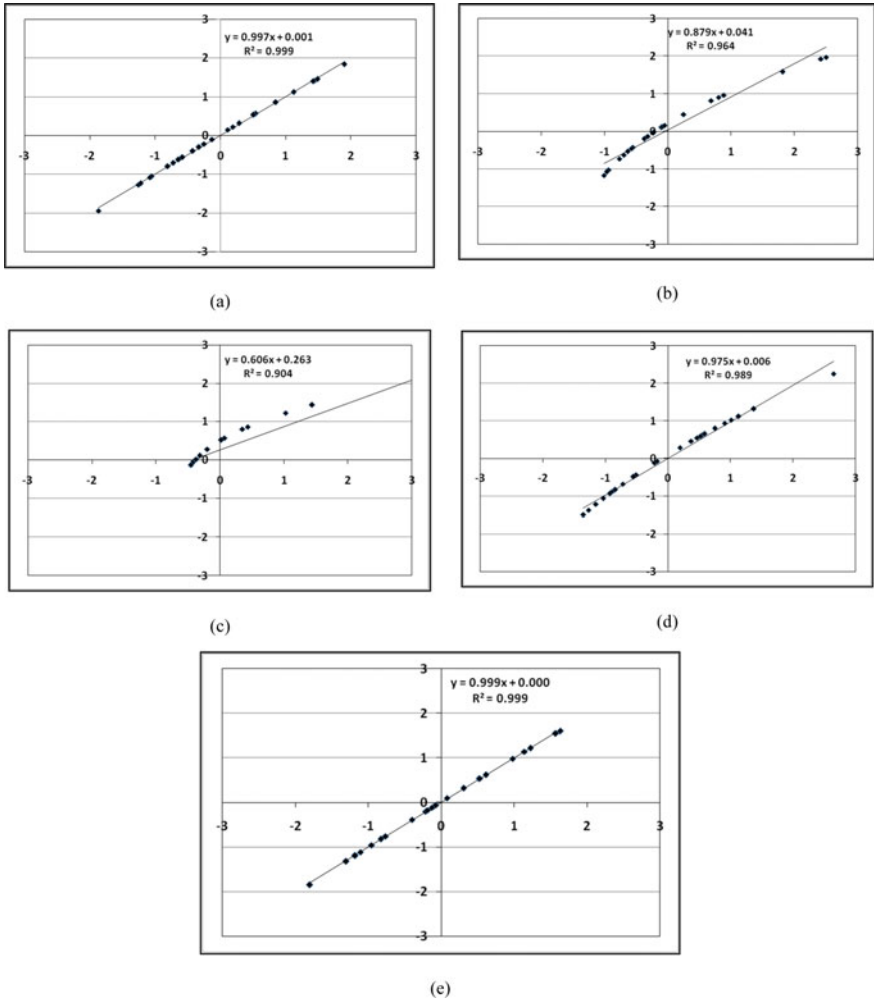 3
y = 0.997x + 0.001
R² = 0.999
2
1
0
-3 -2 -1 0 1 2 3
-1
-2
-3
(a)
3
y = 0.879x + 0.041
R² = 0.964
2
1
0
-3 -2 -1 0 1 2 3
-1
-2
-3
(b)
3
y = 0.606x + 0.263
R² = 0.904
2
1
0
-3 -2 -1 0 1 2 3
-1
-2
-3
(c)
3
y = 0.975x + 0.006
R² = 0.989
2
1
0
-3 -2 -1 0 1 2 3
-1
-2
-3
(d)
3
y = 0.999x + 0.000
R² = 0.999
2
1
0
-3 -2 -1 0 1 2 3
-1
-2
-3
(e)